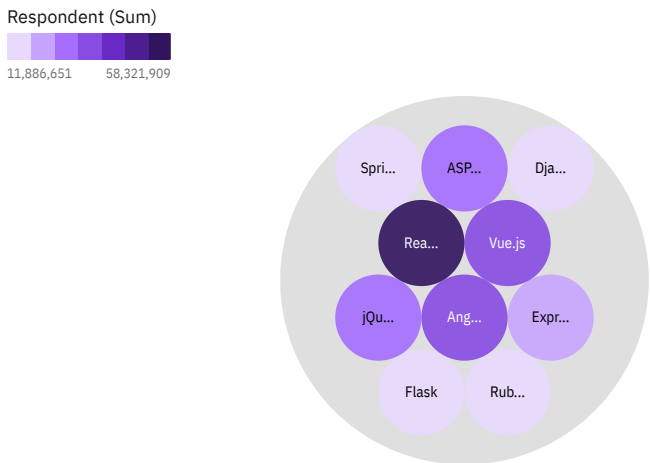 Respondent (Sum)
11,886,651 58,321,909
Spri... ASP... Dja...
Rea... Vue.js
jQu... Ang... Expr...
Flask Rub...